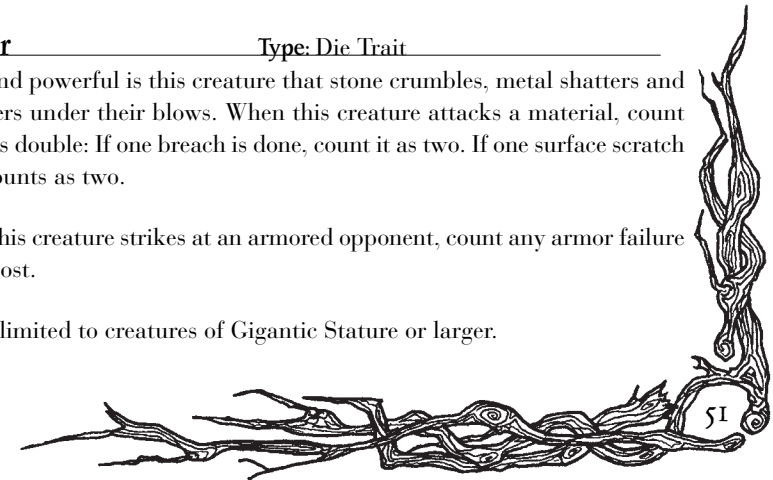 r Type: Die Trait
nd powerful is this creature that stone crumbles, metal shatters and
ers under their blows. When this creature attacks a material, count
s double: If one breach is done, count it as two. If one surface scratch
ounts as two.
his creature strikes at an armored opponent, count any armor failure
ost.
limited to creatures of Gigantic Stature or larger.
51